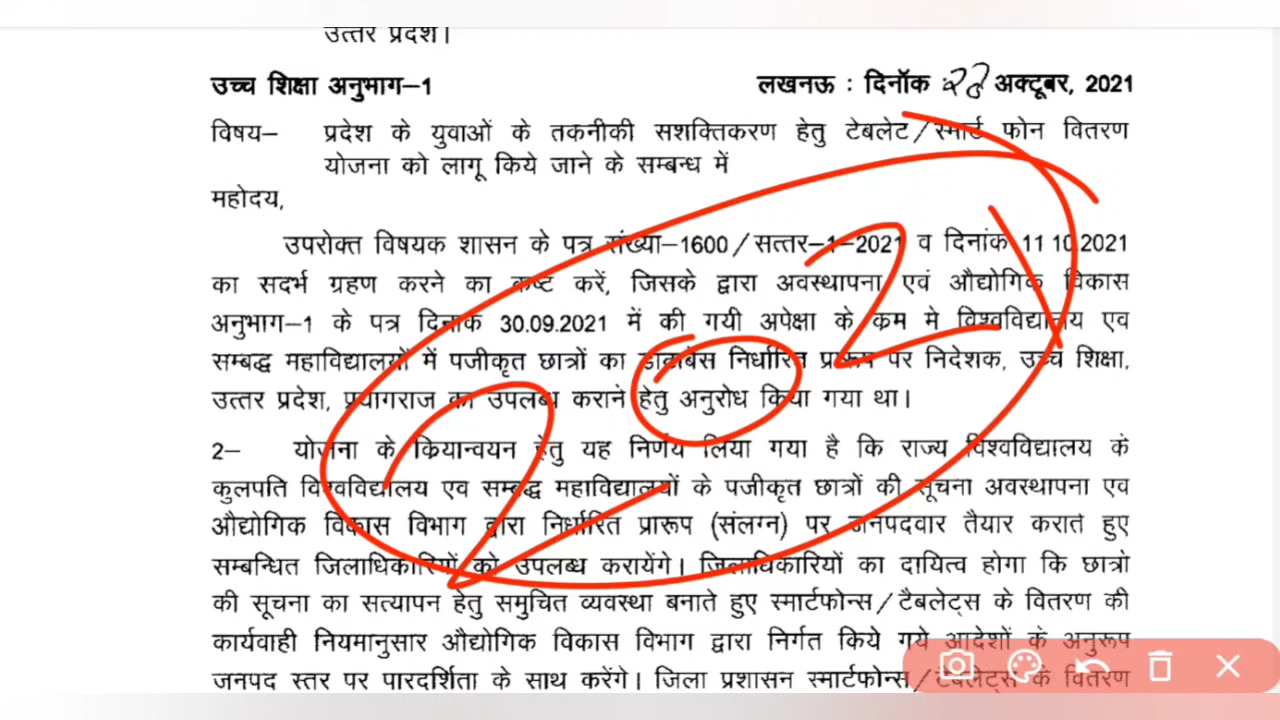 उत्तर प्रदेश।
उच्च शिक्षा अनुभाग–1 लखनऊ : दिनॉक :28 अक्टूबर, 2021
विषय– प्रदेश के युवाओं के तकनीकी सशक्तिकरण हेतु टेबलेट/स्मार्ट फोन वितरण
योजना को लागू किये जाने के सम्बन्ध में
महोदय,
उपरोक्त विषयक शासन के पत्र संख्या–1600/सत्तर–1–2021 व दिनांक 11 10.2021
का सदर्भ ग्रहण करने का कष्ट करें, जिसके द्वारा अवस्थापना एवं औद्योगिक विकास
अनुभाग–1 के पत्र दिनाक 30.09.2021 में की गयी अपेक्षा के क्रम मे विश्वविद्यालय एव
सम्बद्ध महाविद्यालयों में पजीकृत छात्रों का डाटाबेस निर्धारित प्रारूप पर निदेशक, उच्च शिक्षा,
उत्तर प्रदेश, प्रयागराज का उपलब्ध कराने हेतु अनुरोध किया गया था।
2– योजना के क्रियान्वयन हेतु यह निर्णय लिया गया है कि राज्य विश्वविद्यालय के
कुलपति विश्वविद्यालय एव सम्बद्ध महाविद्यालयों के पजीकृत छात्रों की सूचना अवस्थापना एव
औद्योगिक विकास विभाग द्वारा निर्धारित प्रारूप (संलग्न) पर जनपदवार तैयार कराते हुए
सम्बन्धित जिलाधिकारियों को उपलब्ध करायेंगे। जिलाधिकारियों का दायित्व होगा कि छात्रो
की सूचना का सत्यापन हेतु समुचित व्यवस्था बनाते हुए स्मार्टफोन्स/टैबलेट्स के वितरण की
कार्यवाही नियमानुसार औद्योगिक विकास विभाग द्वारा निर्गत किये गये आदेशों के अनुरूप
जनपद स्तर पर पारदर्शिता के साथ करेंगे। जिला प्रशासन स्मार्टफोन्स/टैबलेट्स के वितरण
2021